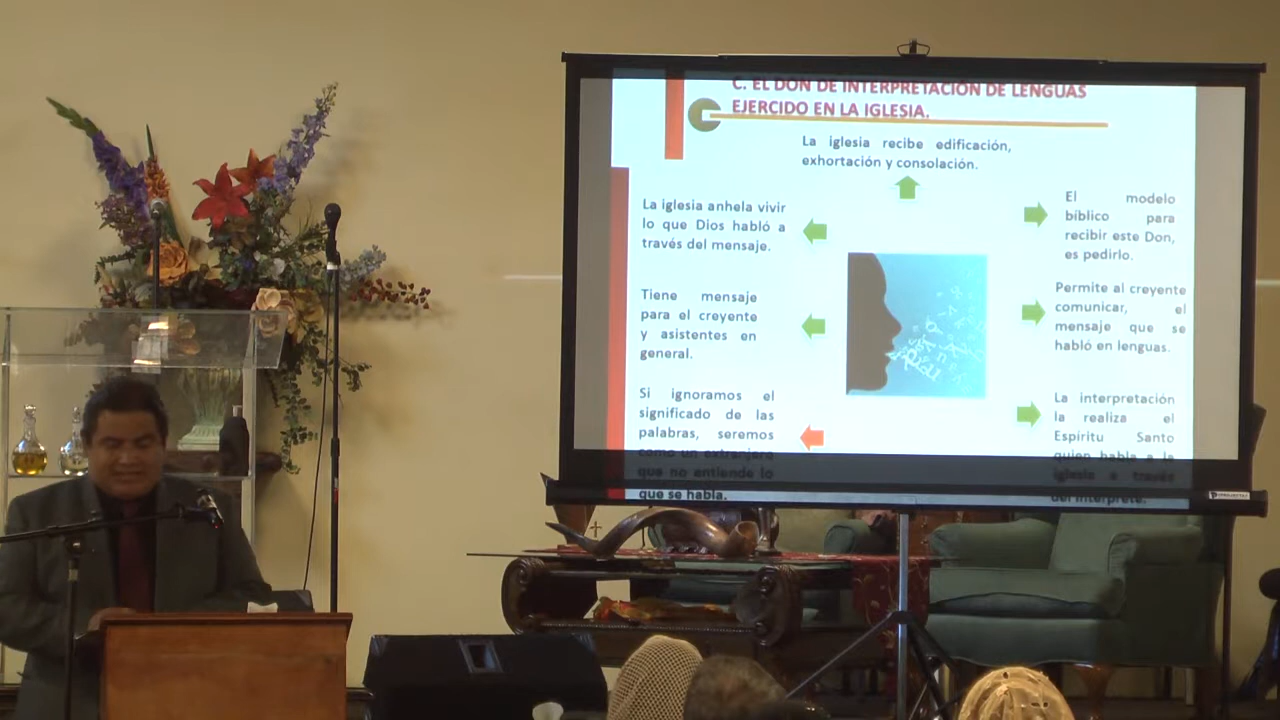 C. EL DON DE INTERPRETACIÓN DE LENGUAS
EJERCIDO EN LA IGLESIA.
La iglesia recibe edificación,
exhortación y consolación.
La iglesia anhela vivir
lo que Dios habló a
través del mensaje.
Tiene mensaje
para el creyente
y asistentes en
general.
Si ignoramos el
significado de las
palabras, seremos
como un extranjero
que no entiende lo
que se habla.
El modelo
bíblico para
recibir este Don,
es pedirlo.
Permite al creyente
comunicar, el
mensaje que se
habló en lenguas.
La interpretación
la realiza el
Espíritu Santo
quien habla a la
iglesia a través
del intérprete.